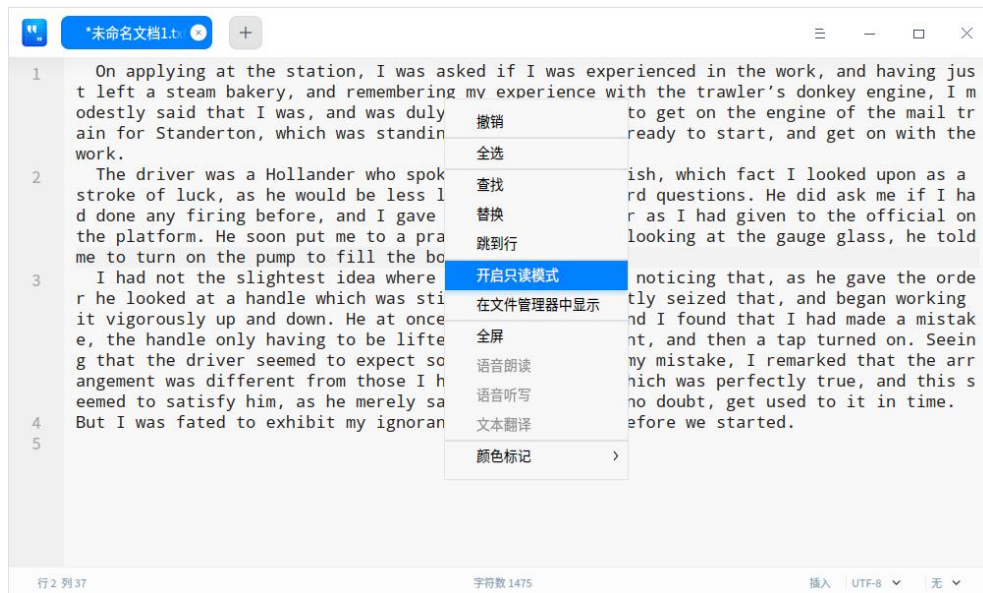 *未命名文档1.tx
1 On applying at the station, I was asked if I was experienced in the work, and having jus
t left a steam bakery, and remembering my experience with the trawler's donkey engine, I m
odestly said that I was, and was duly to get on the engine of the mail tr
ain for Standerton, which was standin ready to start, and get on with the
work.
2 The driver was a Hollander who spok ish, which fact I looked upon as a
stroke of luck, as he would be less l rd questions. He did ask me if I ha
d done any firing before, and I gave r as I had given to the official on
the platform. He soon put me to a pra looking at the gauge glass, he told
me to turn on the pump to fill the bo
3 I had not the slightest idea where noticing that, as he gave the orde
r he looked at a handle which was sti tly seized that, and began working
it vigorously up and down. He at once nd I found that I had made a mistak
e, the handle only having to be lifte nt, and then a tap turned on. Seein
g that the driver seemed to expect so my mistake, I remarked that the arr
angement was different from those I h hich was perfectly true, and this s
eemed to satisfy him, as he merely sa no doubt, get used to it in time.
4 But I was fated to exhibit my ignoran efore we started.
5
撤销
全选
查找
替换
跳到行
开启只读模式
在文件管理器中显示
全屏
语音朗读
语音听写
文本翻译
颜色标记
行 2 列 37 字符数 1475 插入 UTF-8 无